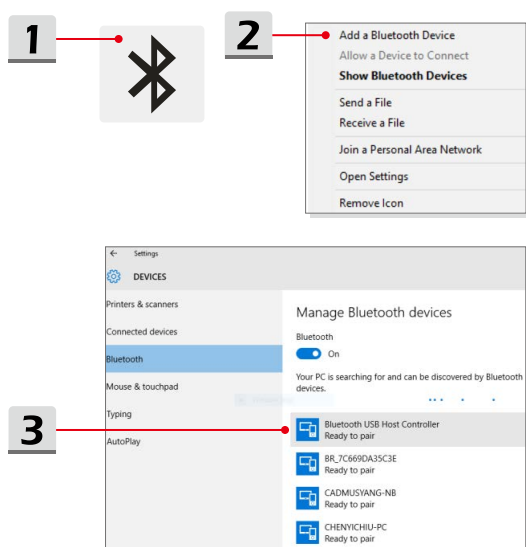 1
2
Add a Bluetooth Device
Allow a Device to Connect
Show Bluetooth Devices
Send a File
Receive a File
Join a Personal Area Network
Open Settings
Remove Icon
← Settings
DEVICES
Printers & scanners
Connected devices
Bluetooth
Mouse & touchpad
Typing
AutoPlay
Manage Bluetooth devices
Bluetooth
On
Your PC is searching for and can be discovered by Bluetooth
devices.
3
Bluetooth USB Host Controller
Ready to pair
BR_7C669DA35C3E
Ready to pair
CADMUSYANG-NB
Ready to pair
CHENYICHIU-PC
Ready to pair